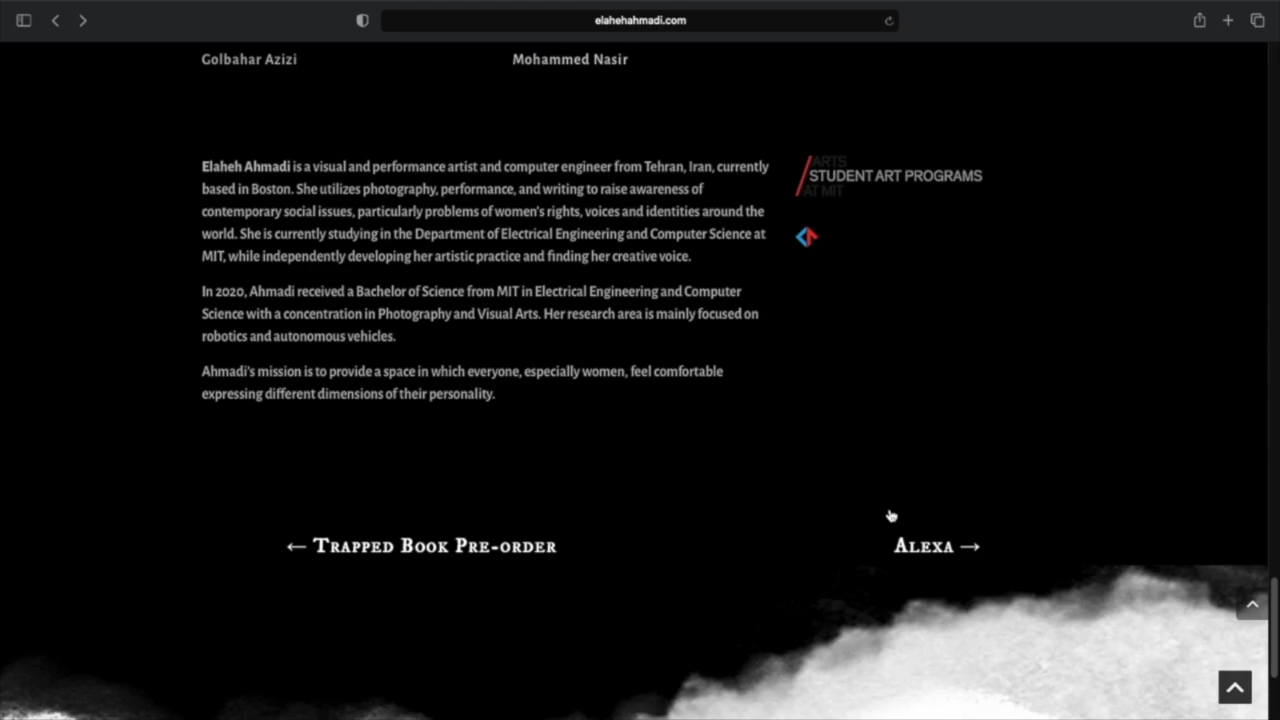 elahehahmadi.com
Golbahar Azizi
Mohammed Nasir
Elaheh Ahmadi is a visual and performance artist and computer engineer from Tehran, Iran, currently
based in Boston. She utilizes photography, performance, and writing to raise awareness of
contemporary social issues, particularly problems of women's rights, voices and identities around the
world. She is currently studying in the Department of Electrical Engineering and Computer Science at
MIT, while independently developing her artistic practice and finding her creative voice.
In 2020, Ahmadi received a Bachelor of Science from MIT in Electrical Engineering and Computer
Science with a concentration in Photography and Visual Arts. Her research area is mainly focused on
robotics and autonomous vehicles.
Ahmadi's mission is to provide a space in which everyone, especially women, feel comfortable
expressing different dimensions of their personality.
ARTS
STUDENT ART PROGRAMS
AT MIT
← Trapped Book Pre-order
Alexa →